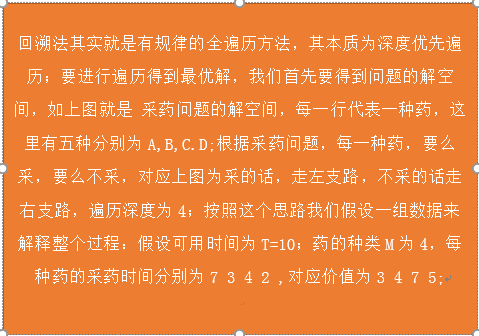 回溯法其实就是有规律的全遍历方法，其本质为深度优先遍
历；要进行遍历得到最优解，我们首先要得到问题的解空
间，如上图就是 采药问题的解空间，每一行代表一种药，这
里有五种分别为 A,B,C.D;根据采药问题，每一种药，要么
采，要么不采，对应上图为采的话，走左支路，不采的话走
右支路，遍历深度为 4；按照这个思路我们假设一组数据来
解释整个过程：假设可用时间为 T=10；药的种类 M 为 4，每
种药的采药时间分别为 7 3 4 2 ,对应价值为 3 4 7 5;